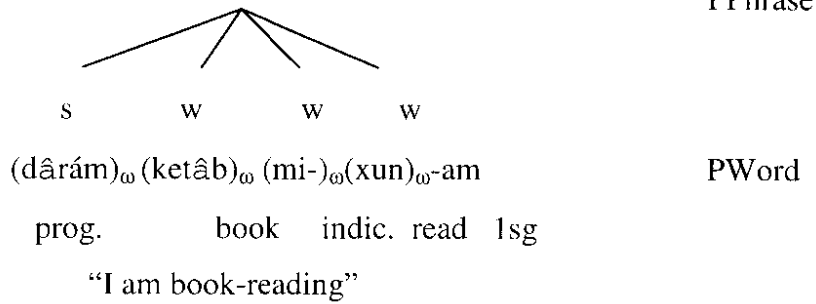 PPhrase
s w w w
(dârám)ω (ketâb)ω (mi-)ω(xun)ω-am PWord
prog. book indic. read 1sg
“I am book-reading”